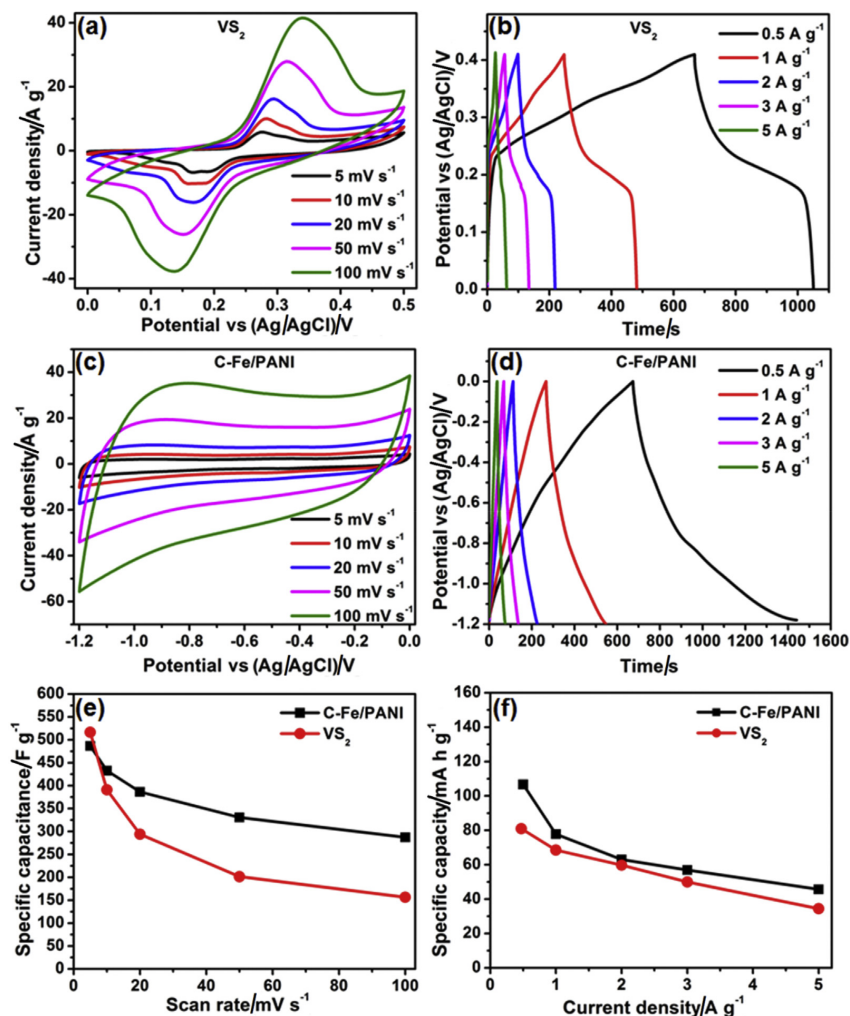 (a) VS2
Current density/A g-1
40
20
0
-20
-40
5 mV s-1
10 mV s-1
20 mV s-1
50 mV s-1
100 mV s-1
0.0 0.1 0.2 0.3 0.4 0.5
Potential vs (Ag/AgCl)/V
(b) VS2
Potential vs (Ag/AgCl)/V
0.4
0.3
0.2
0.1
0.0
0.5 A g-1
1 A g-1
2 A g-1
3 A g-1
5 A g-1
0 200 400 600 800 1000
Time/s
(c) C-Fe/PANI
Current density/A g-1
40
20
0
-20
-40
-60
5 mV s-1
10 mV s-1
20 mV s-1
50 mV s-1
100 mV s-1
-1.2 -1.0 -0.8 -0.6 -0.4 -0.2 0.0
Potential vs (Ag/AgCl)/V
(d) C-Fe/PANI
Potential vs (Ag/AgCl)/V
0.0
-0.2
-0.4
-0.6
-0.8
-1.0
-1.2
0.5 A g-1
1 A g-1
2 A g-1
3 A g-1
5 A g-1
0 200 400 600 800 1000 1200 1400 1600
Time/s
(e)
Specific capacitance/F g-1
600
550
500
450
400
350
300
250
200
150
100
50
0
C-Fe/PANI
VS2
0 20 40 60 80 100
Scan rate/mV s-1
(f)
Specific capacity/mA h g-1
160
140
120
100
80
60
40
20
0
C-Fe/PANI
VS2
0 1 2 3 4 5
Current density/A g-1